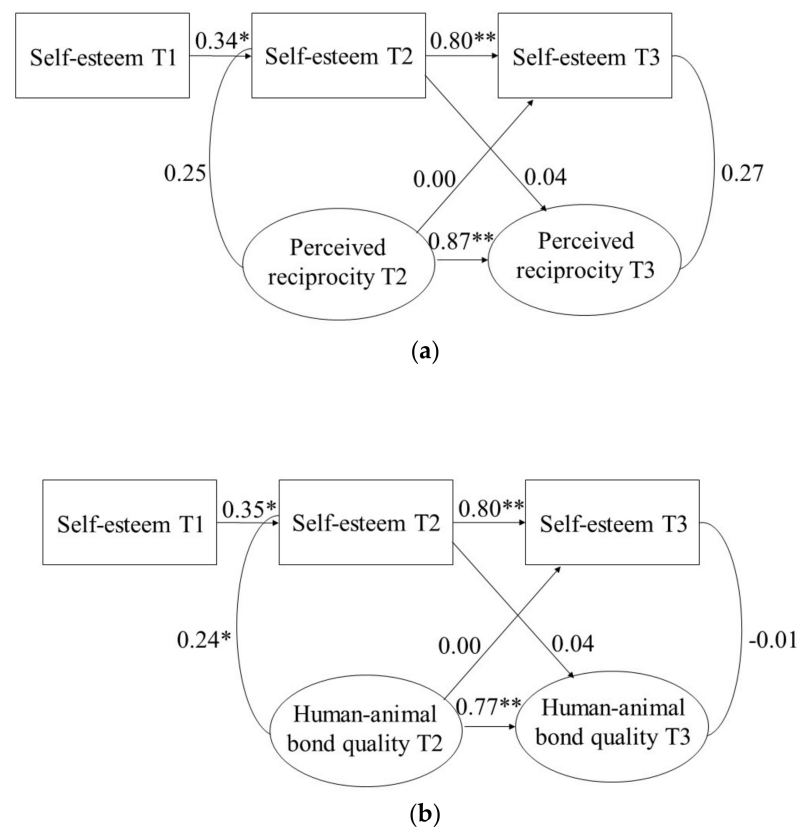 Self-esteem T1
0.34*
Self-esteem T2
0.80**
Self-esteem T3
0.25
0.00
0.04
0.27
Perceived
reciprocity T2
0.87**
Perceived
reciprocity T3
(a)
Self-esteem T1
0.35*
Self-esteem T2
0.80**
Self-esteem T3
0.24*
0.00
0.04
-0.01
Human-animal
bond quality T2
0.77**
Human-animal
bond quality T3
(b)